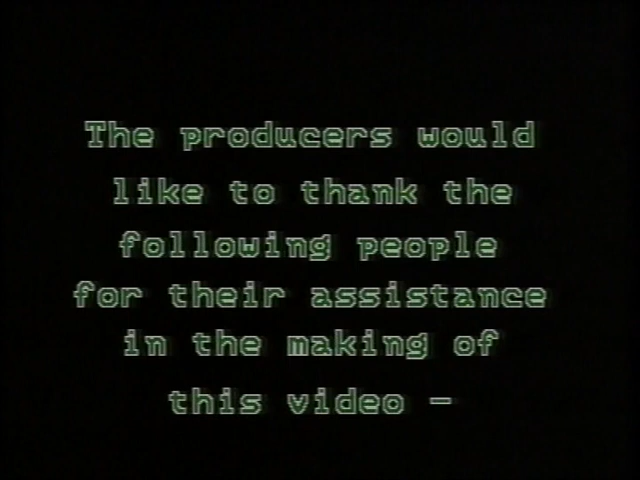 The producers would
like to thank the
following people
for their assistance
in the making of
this video —